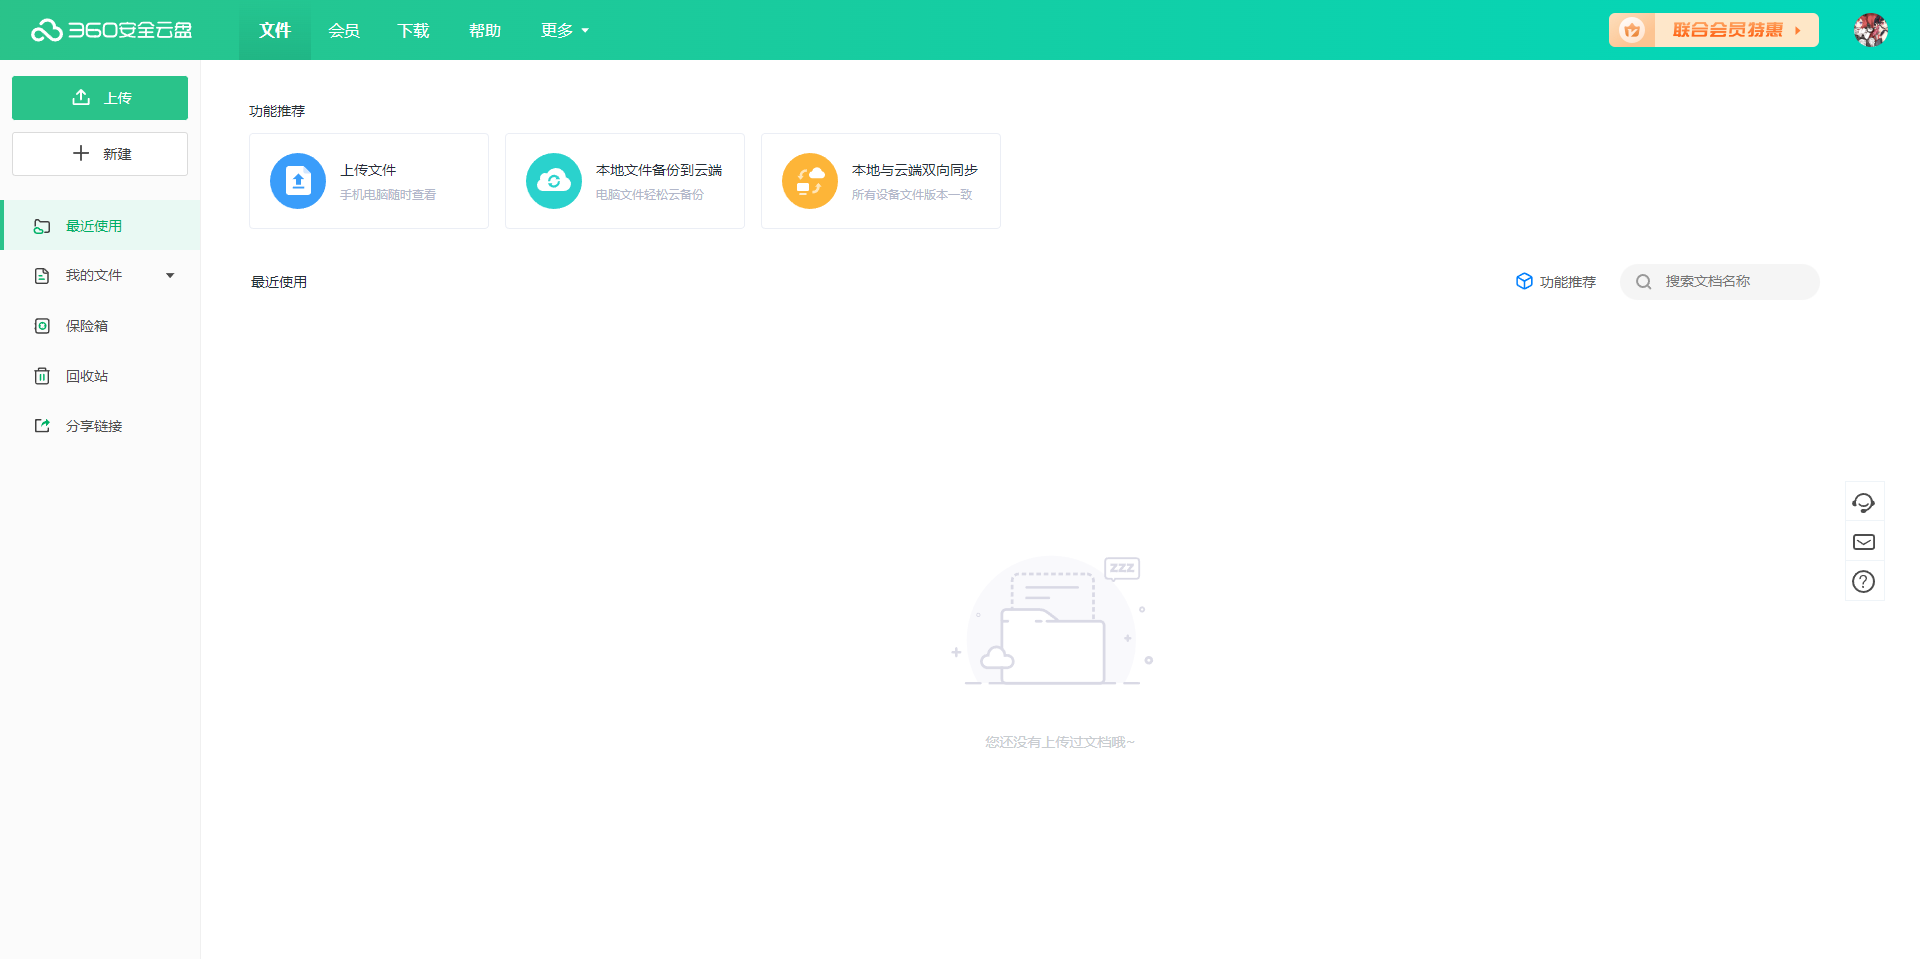 360安全云盘
文件 会员 下载 帮助 更多
联合会员特惠
上传
新建
最近使用
我的文件
保险箱
回收站
分享链接
功能推荐
上传文件
手机电脑随时查看
本地文件备份到云端
电脑文件轻松云备份
本地与云端双向同步
所有设备文件版本一致
最近使用
功能推荐
搜索文档名称
zzz
您还没有上传过文档哦~